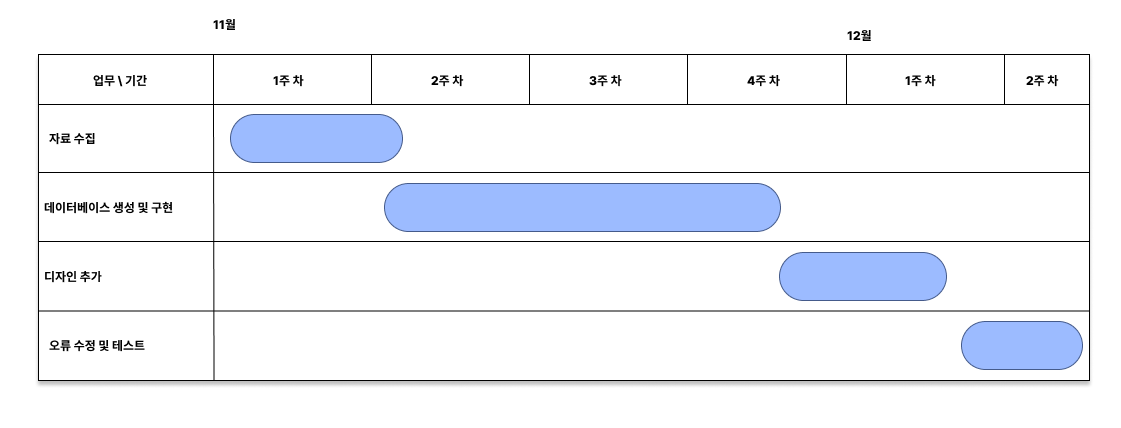 11월
12월
업무 \ 기간
1주 차
2주 차
3주 차
4주 차
1주 차
2주 차
자료 수집
데이터베이스 생성 및 구현
디자인 추가
오류 수정 및 테스트